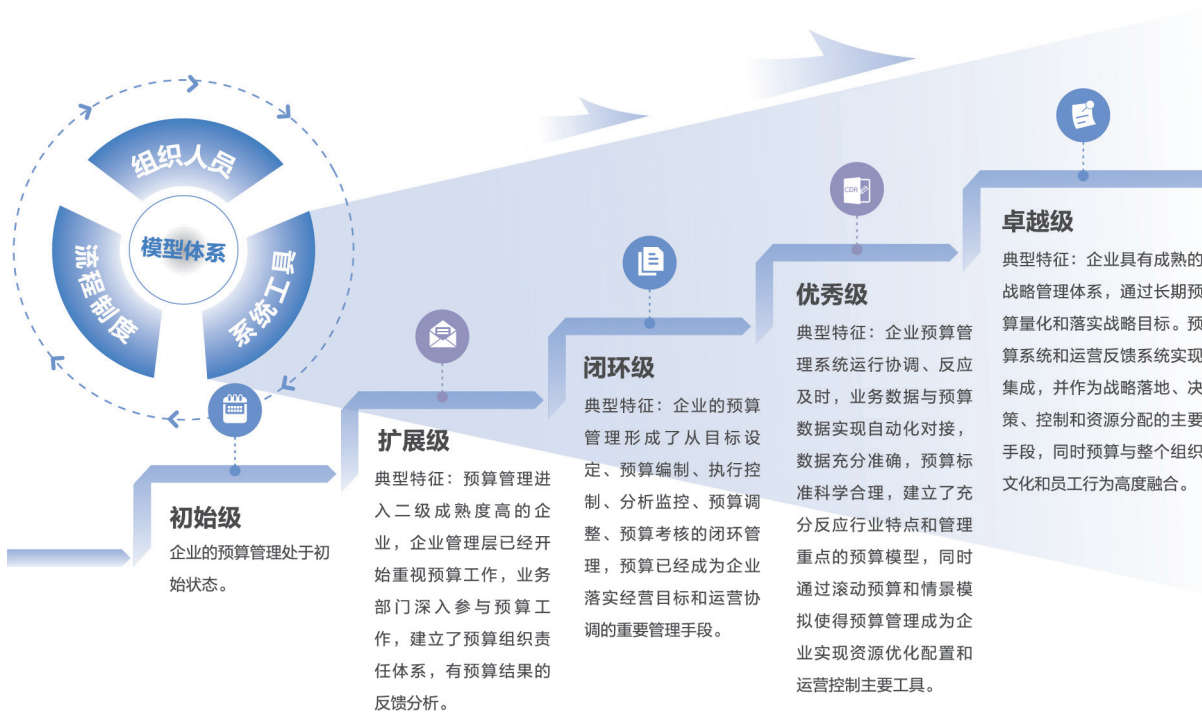 组织人员
模型体系
流程制度
系统工具
初始级
企业的预算管理处于初
始状态。
扩展级
典型特征：预算管理进
入二级成熟度高的企
业，企业管理层已经开
始重视预算工作，业务
部门深入参与预算工
作，建立了预算组织责
任体系，有预算结果的
反馈分析。
闭环级
典型特征：企业的预算
管理形成了从目标设
定、预算编制、执行控
制、分析监控、预算调
整、预算考核的闭环管
理，预算已经成为企业
落实经营目标和运营协
调的重要管理手段。
CDR
优秀级
典型特征：企业预算管
理系统运行协调、反应
及时，业务数据与预算
数据实现自动化对接，
数据充分准确，预算标
准科学合理，建立了充
分反应行业特点和管理
重点的预算模型，同时
通过滚动预算和情景模
拟使得预算管理成为企
业实现资源优化配置和
运营控制主要工具。
卓越级
典型特征：企业具有成熟的
战略管理体系，通过长期预
算量化和落实战略目标。预
算系统和运营反馈系统实现
集成，并作为战略落地、决
策、控制和资源分配的主要
手段，同时预算与整个组织
文化和员工行为高度融合。